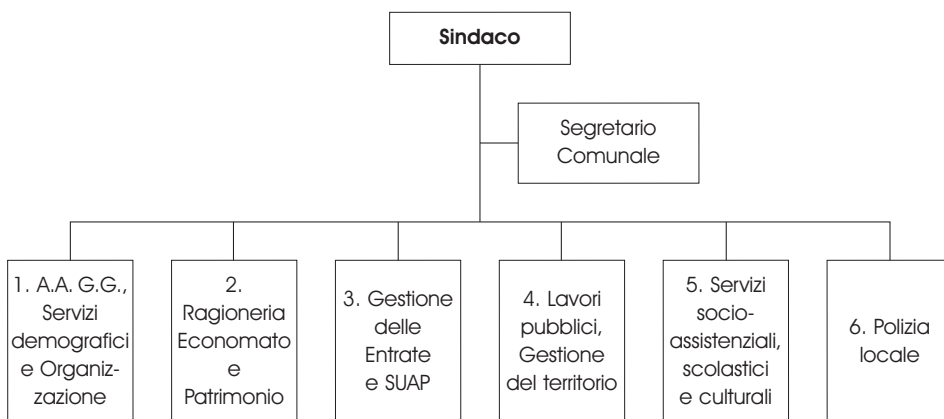 Sindaco
Segretario
Comunale
1. A.A. G.G.,
Servizi
demografici
e Organiz-
zazione
2.
Ragioneria
Economato
e
Patrimonio
3. Gestione
delle
Entrate
e SUAP
4. Lavori
pubblici,
Gestione
del territorio
5. Servizi
socio-
assistenziali,
scolastici
e culturali
6. Polizia
locale